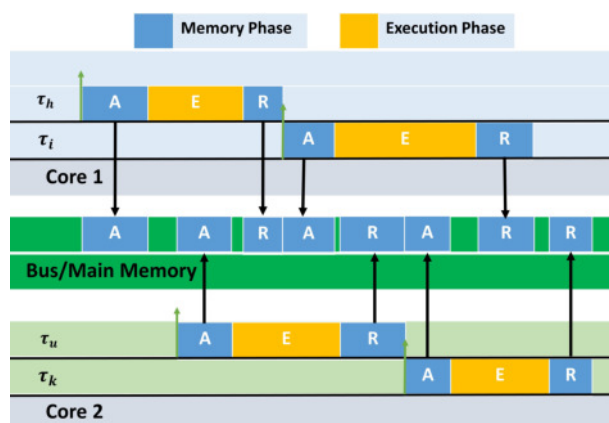 Memory Phase Execution Phase
τh A E R
τi A E R
Core 1
A A R A R A R R
Bus/Main Memory
τu A E R
τk A E R
Core 2